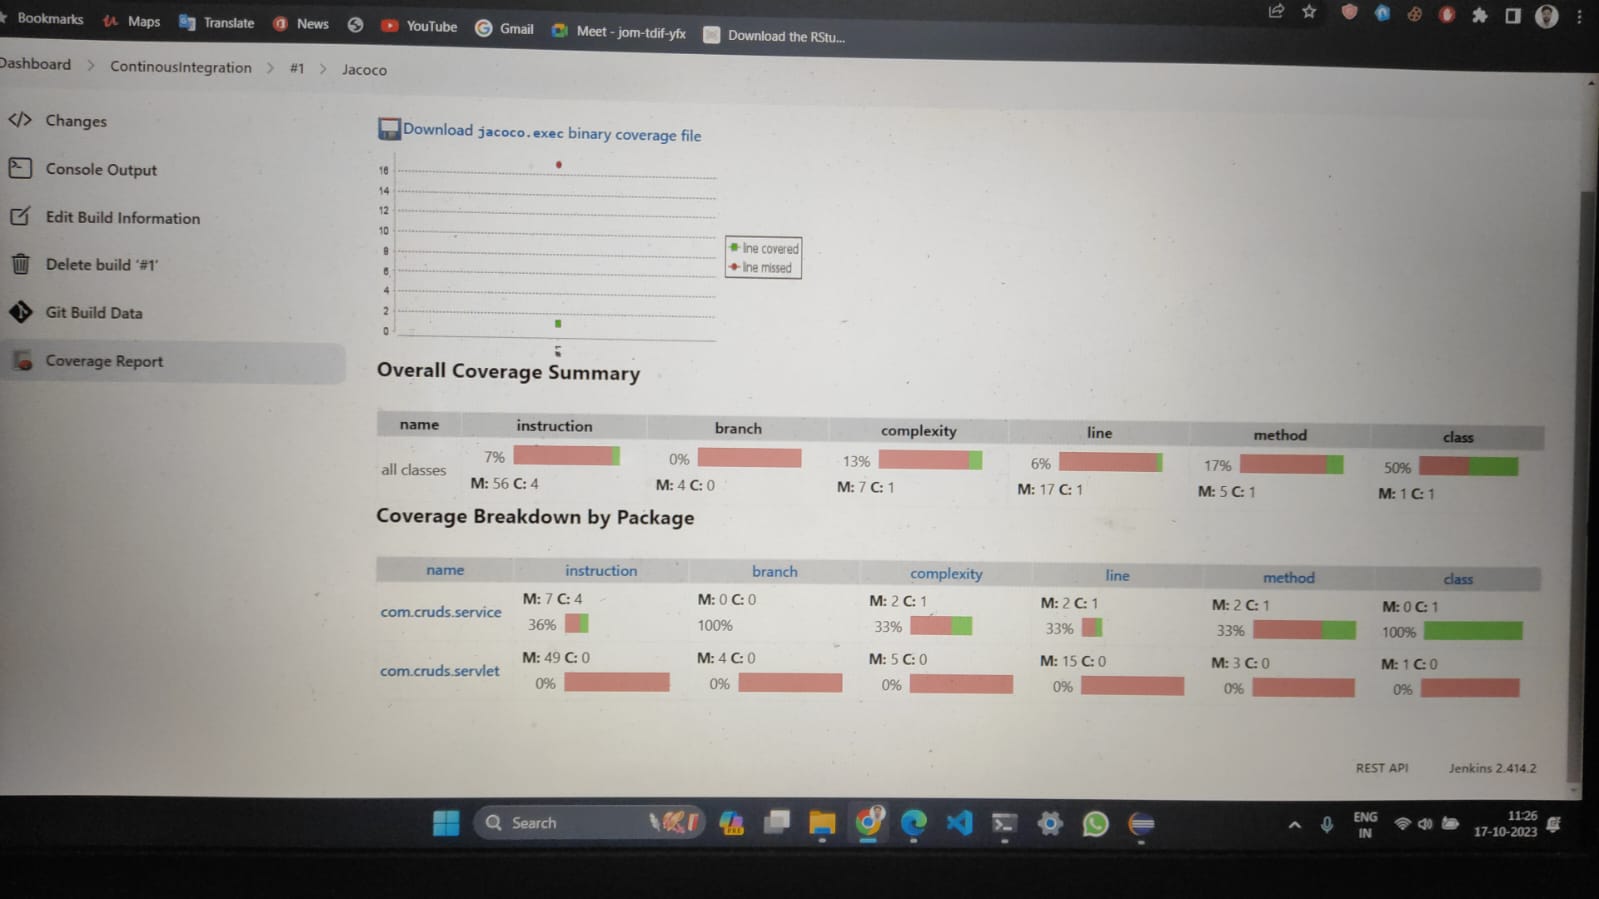 Bookmarks Maps Translate News YouTube Gmail Meet - jom-tdif-yfx Download the RStu...
Dashboard > ContinousIntegration > #1 > Jacoco
Changes
Console Output
Edit Build Information
Delete build '#1'
Git Build Data
Coverage Report
Download jacoco.exec binary coverage file
16
14
12
10
8
6
4
2
0
line covered
line missed
Overall Coverage Summary
name instruction branch complexity line method class
all classes 7% 0% 13% 6% 17% 50%
M: 56 C: 4 M: 4 C: 0 M: 7 C: 1 M: 17 C: 1 M: 5 C: 1 M: 1 C: 1
Coverage Breakdown by Package
name instruction branch complexity line method class
com.cruds.service M: 7 C: 4 M: 0 C: 0 M: 2 C: 1 M: 2 C: 1 M: 2 C: 1 M: 0 C: 1
36% 100% 33% 33% 33% 100%
com.cruds.servlet M: 49 C: 0 M: 4 C: 0 M: 5 C: 0 M: 15 C: 0 M: 3 C: 0 M: 1 C: 0
0% 0% 0% 0% 0% 0%
REST API Jenkins 2.414.2
Search
PRE
ENG
IN
11:26
17-10-2023